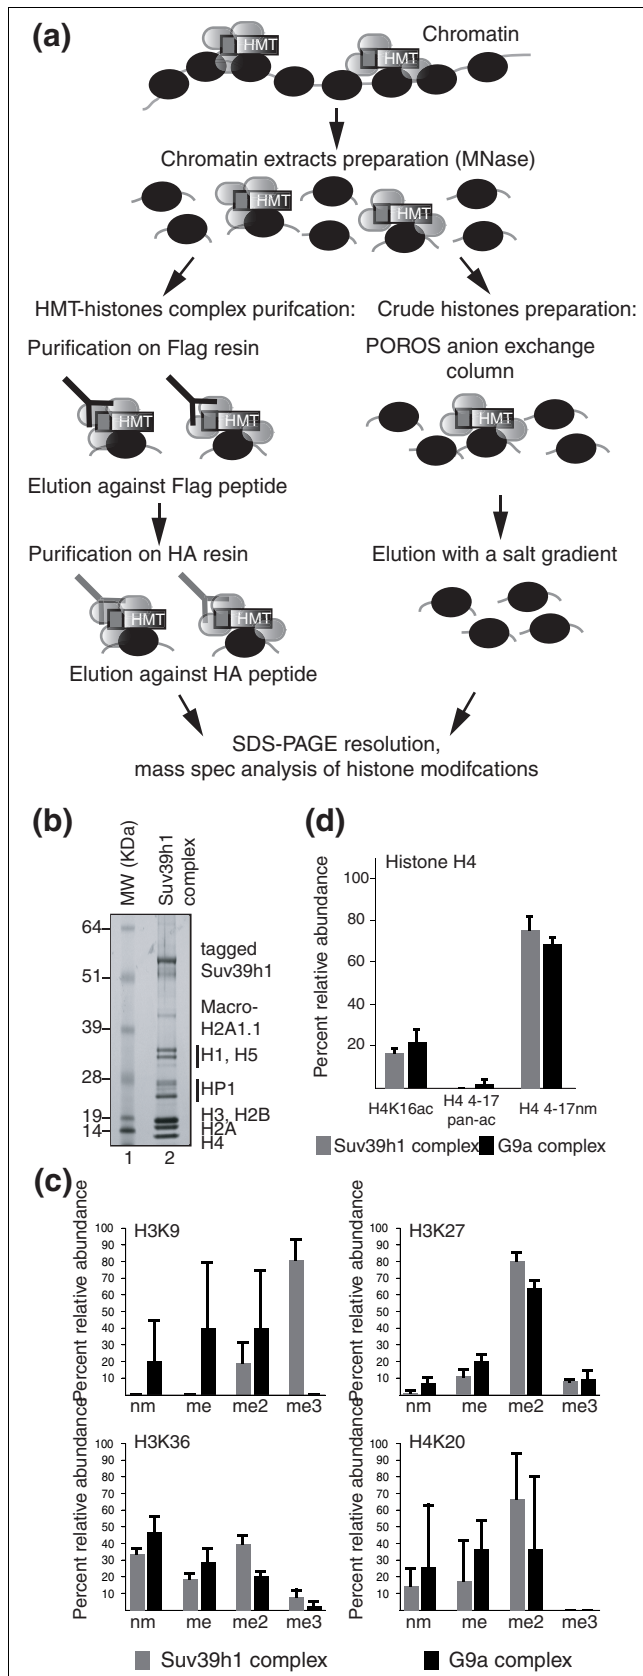 (a)
HMT
HMT
Chromatin
Chromatin extracts preparation (MNase)
HMT
HMT
HMT-histones complex purifcation:
Crude histones preparation:
Purification on Flag resin
POROS anion exchange
column
HMT
HMT
HMT
Elution against Flag peptide
Purification on HA resin
Elution with a salt gradient
HMT
HMT
Elution against HA peptide
SDS-PAGE resolution,
mass spec analysis of histone modifcations
(b)
MW (KDa)
Suv39h1
complex
64
51
39
28
19
14
tagged
Suv39h1
Macro-
H2A1.1
H1, H5
HP1
H3, H2B
H2A
H4
1
2
(d)
Histone H4
Percent relative abundance
100
80
60
40
20
H4K16ac
H4 4-17
pan-ac
H4 4-17nm
Suv39h1 complex
G9a complex
(c)
H3K9
Percent relative abundance
100
90
80
70
60
50
40
30
20
10
nm
me
me2
me3
H3K27
Percent relative abundance
100
90
80
70
60
50
40
30
20
10
nm
me
me2
me3
H3K36
Percent relative abundance
100
90
80
70
60
50
40
30
20
10
nm
me
me2
me3
H4K20
Percent relative abundance
100
90
80
70
60
50
40
30
20
10
nm
me
me2
me3
Suv39h1 complex
G9a complex